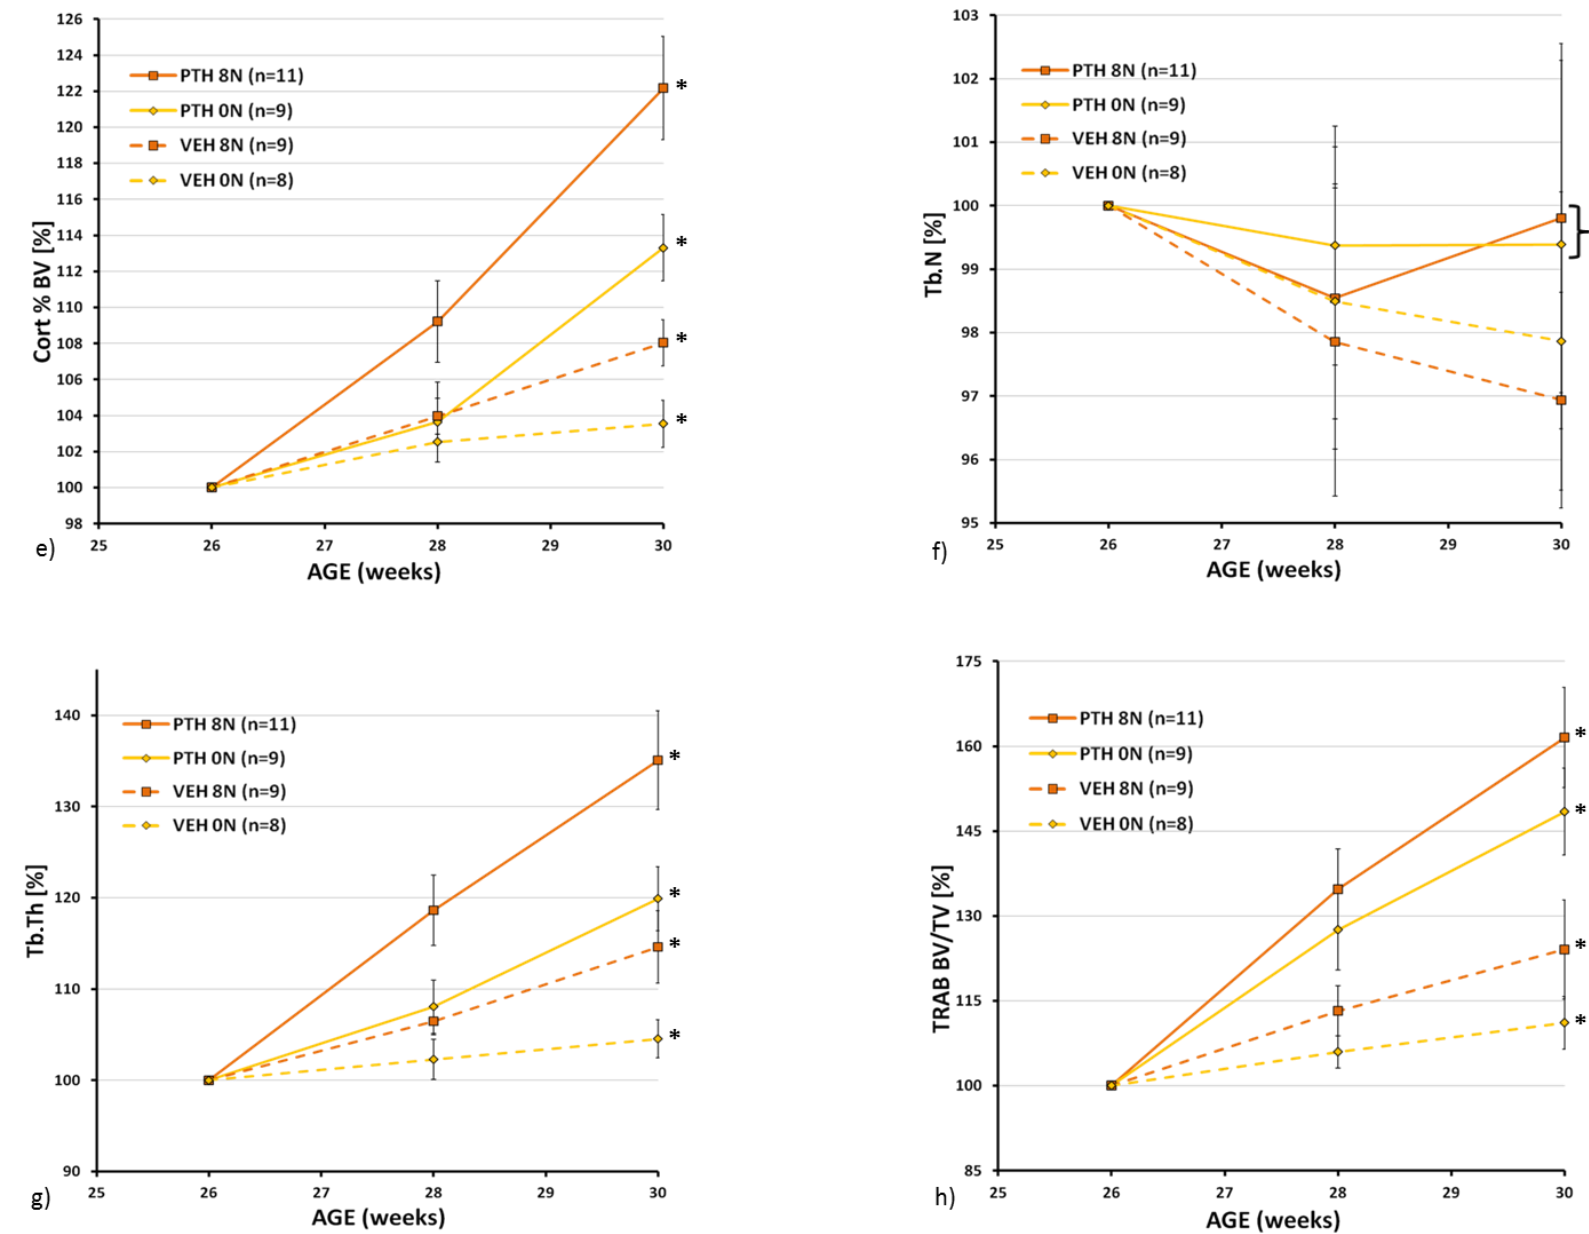 126
124
122
120
118
116
114
112
110
108
106
104
102
100
98
Cort % BV [%]
PTH 8N (n=11)
PTH 0N (n=9)
VEH 8N (n=9)
VEH 0N (n=8)
*
*
*
*
25 26 27 28 29 30
AGE (weeks)
e)
103
102
101
100
99
98
97
96
95
Tb.N [%]
PTH 8N (n=11)
PTH 0N (n=9)
VEH 8N (n=9)
VEH 0N (n=8)
}
25 26 27 28 29 30
AGE (weeks)
f)
140
130
120
110
100
90
Tb.Th [%]
PTH 8N (n=11)
PTH 0N (n=9)
VEH 8N (n=9)
VEH 0N (n=8)
*
*
*
*
25 26 27 28 29 30
AGE (weeks)
g)
175
160
145
130
115
100
85
TRAB BV/TV [%]
PTH 8N (n=11)
PTH 0N (n=9)
VEH 8N (n=9)
VEH 0N (n=8)
*
*
*
*
25 26 27 28 29 30
AGE (weeks)
h)